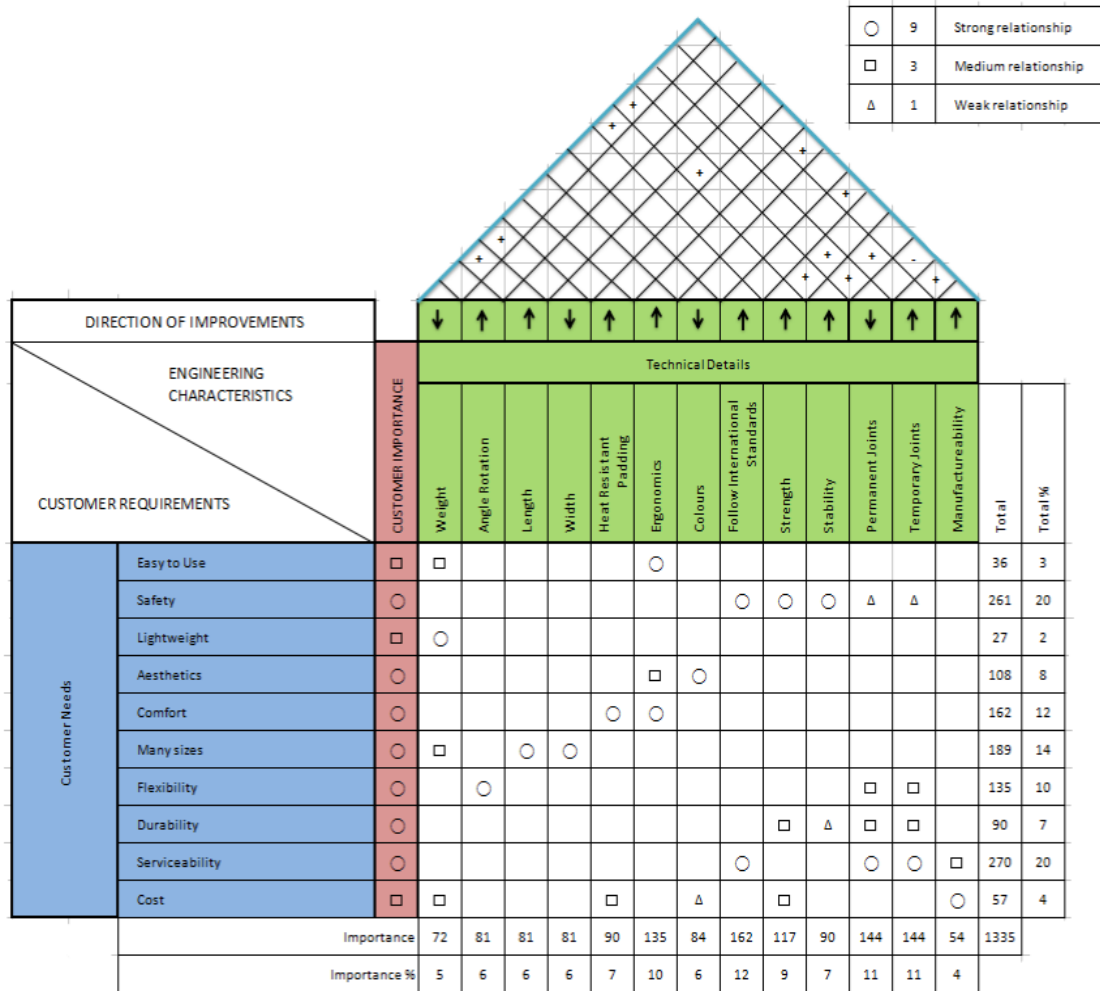 ○ 9 Strong relationship
□ 3 Medium relationship
Δ 1 Weak relationship
+
+
+
+
+
+
+
+ + -
+ + +
DIRECTION OF IMPROVEMENTS ↓ ↑ ↑ ↓ ↑ ↑ ↓ ↑ ↑ ↑ ↓ ↑ ↑
Technical Details
ENGINEERING
CHARACTERISTICS
CUSTOMER REQUIREMENTS
CUSTOMER IMPORTANCE
Weight
Angle Rotation
Length
Width
Heat Resistant
Padding
Ergonomics
Colours
Follow International
Standards
Strength
Stability
Permanent Joints
Temporary Joints
Manufactureability
Total
Total %
Customer Needs
Easy to Use □ □ ○ 36 3
Safety ○ ○ ○ ○ Δ Δ 261 20
Lightweight □ ○ 27 2
Aesthetics ○ □ ○ 108 8
Comfort ○ ○ ○ 162 12
Many sizes ○ □ ○ ○ 189 14
Flexibility ○ ○ □ □ 135 10
Durability ○ □ Δ □ □ 90 7
Serviceability ○ ○ ○ ○ □ 270 20
Cost □ □ □ Δ □ ○ 57 4
Importance 72 81 81 81 90 135 84 162 117 90 144 144 54 1335
Importance % 5 6 6 6 7 10 6 12 9 7 11 11 4